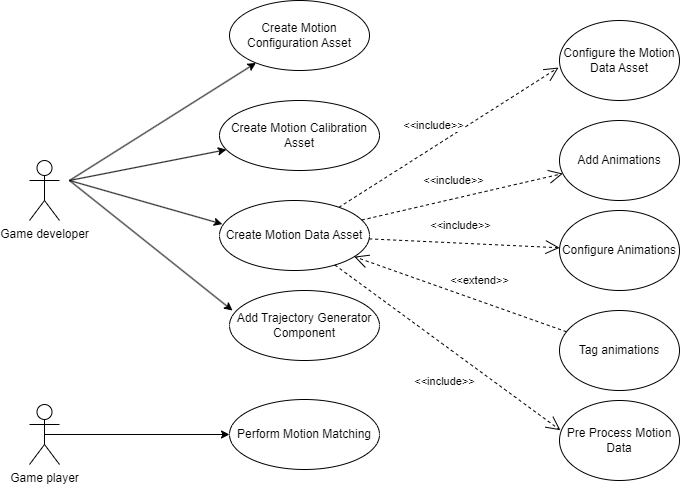 Create Motion
Configuration Asset
Configure the Motion
Data Asset
<<include>>
Create Motion Calibration
Asset
Add Animations
<<include>>
Game developer
Create Motion Data Asset
<<include>>
Configure Animations
<<extend>>
Add Trajectory Generator
Component
Tag animations
<<include>>
Perform Motion Matching
Pre Process Motion
Data
Game player